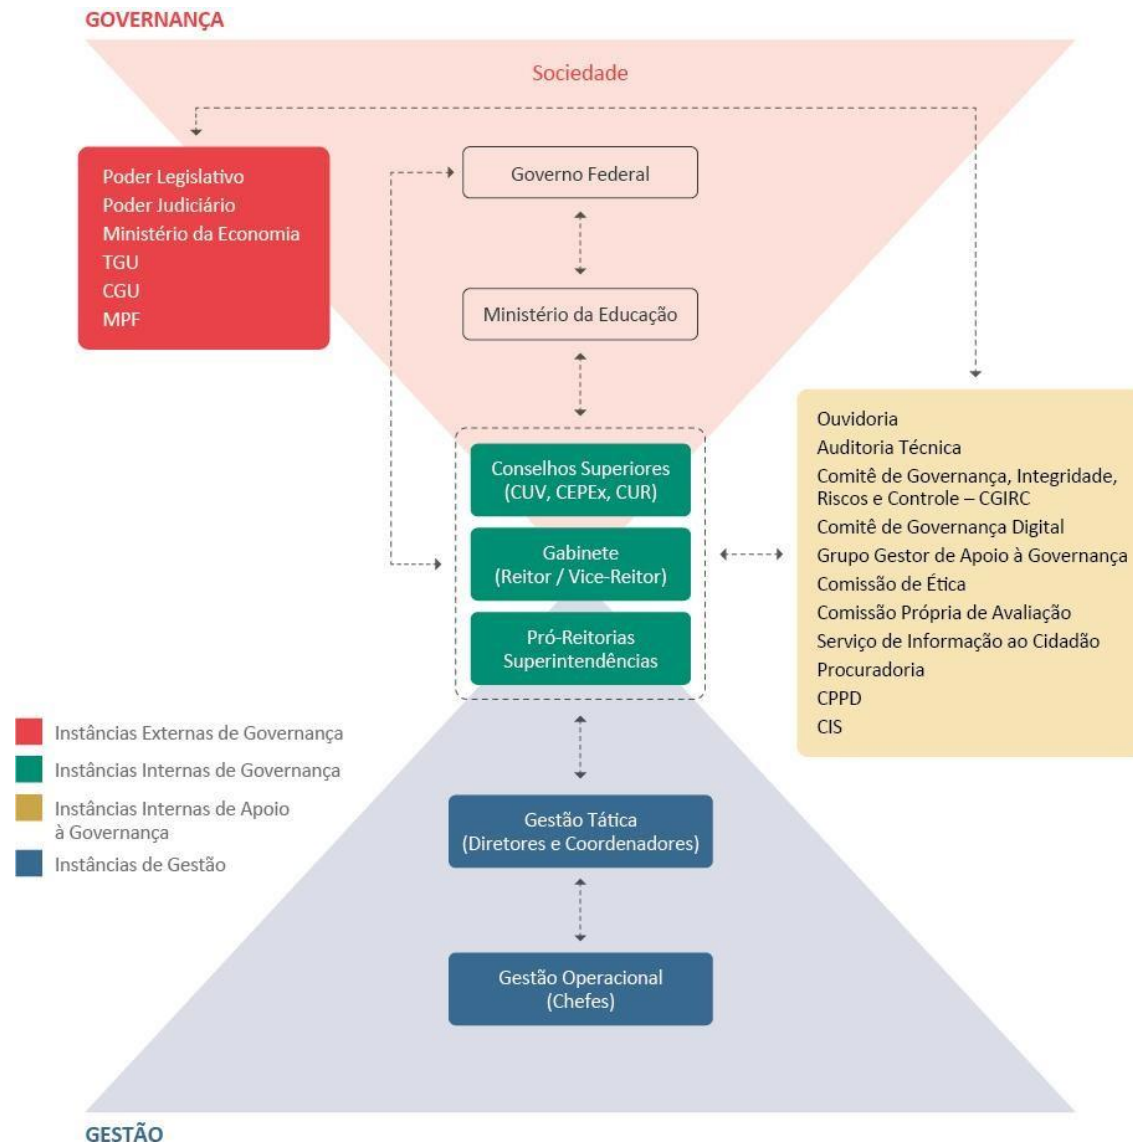 GOVERNANÇA
Sociedade
Poder Legislativo
Poder Judiciário
Ministério da Economia
TGU
CGU
MPF
Governo Federal
Ministério da Educação
Conselhos Superiores
(CUV, CEPEx, CUR)
Gabinete
(Reitor / Vice-Reitor)
Pró-Reitorias
Superintendências
Ouvidoria
Auditoria Técnica
Comitê de Governança, Integridade,
Riscos e Controle – CGIRC
Comitê de Governança Digital
Grupo Gestor de Apoio à Governança
Comissão de Ética
Comissão Própria de Avaliação
Serviço de Informação ao Cidadão
Procuradoria
CPPD
CIS
Instâncias Externas de Governança
Instâncias Internas de Governança
Instâncias Internas de Apoio
à Governança
Instâncias de Gestão
Gestão Tática
(Diretores e Coordenadores)
Gestão Operacional
(Chefes)
GESTÃO